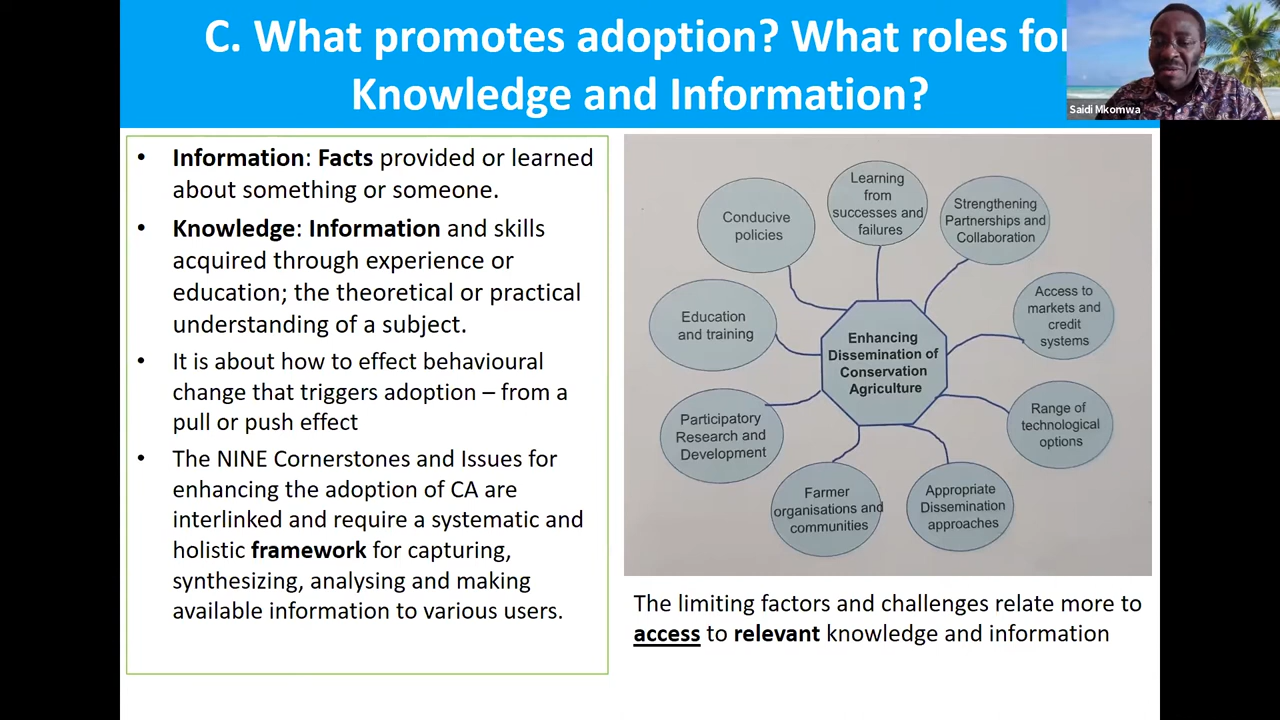 C. What promotes adoption? What roles for
Knowledge and Information?
Saidi Mkomwa
• Information: Facts provided or learned
about something or someone.
• Knowledge: Information and skills
acquired through experience or
education; the theoretical or practical
understanding of a subject.
• It is about how to effect behavioural
change that triggers adoption – from a
pull or push effect
• The NINE Cornerstones and Issues for
enhancing the adoption of CA are
interlinked and require a systematic and
holistic framework for capturing,
synthesizing, analysing and making
available information to various users.
Learning
from
successes and
failures
Strengthening
Partnerships and
Collaboration
Access to
markets and
credit
systems
Range of
technological
options
Appropriate
Dissemination
approaches
Farmer
organisations and
communities
Participatory
Research and
Development
Education
and training
Conducive
policies
Enhancing
Dissemination of
Conservation
Agriculture
The limiting factors and challenges relate more to
access to relevant knowledge and information